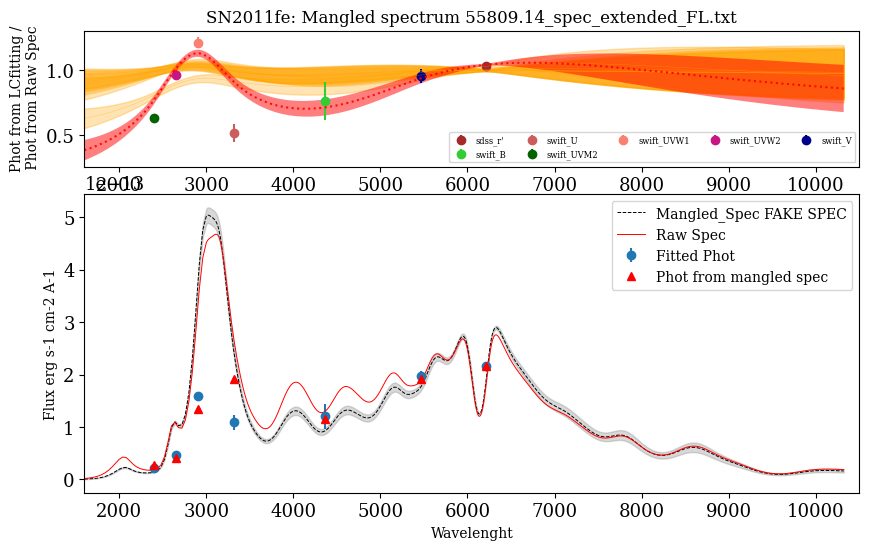 SN2011fe: Mangled spectrum 55809.14_spec_extended_FL.txt
Phot from LCfitting /
Phot from Raw Spec
1.0
0.5
sdss_r'
swift_B
swift_U
swift_UVM2
swift_UVW1
swift_UVW2
swift_V
2000 3000 4000 5000 6000 7000 8000 9000 10000
1e-13
Flux erg s-1 cm-2 A-1
5
4
3
2
1
0
Mangled_Spec FAKE SPEC
Raw Spec
Fitted Phot
Phot from mangled spec
2000 3000 4000 5000 6000 7000 8000 9000 10000
Wavelenght